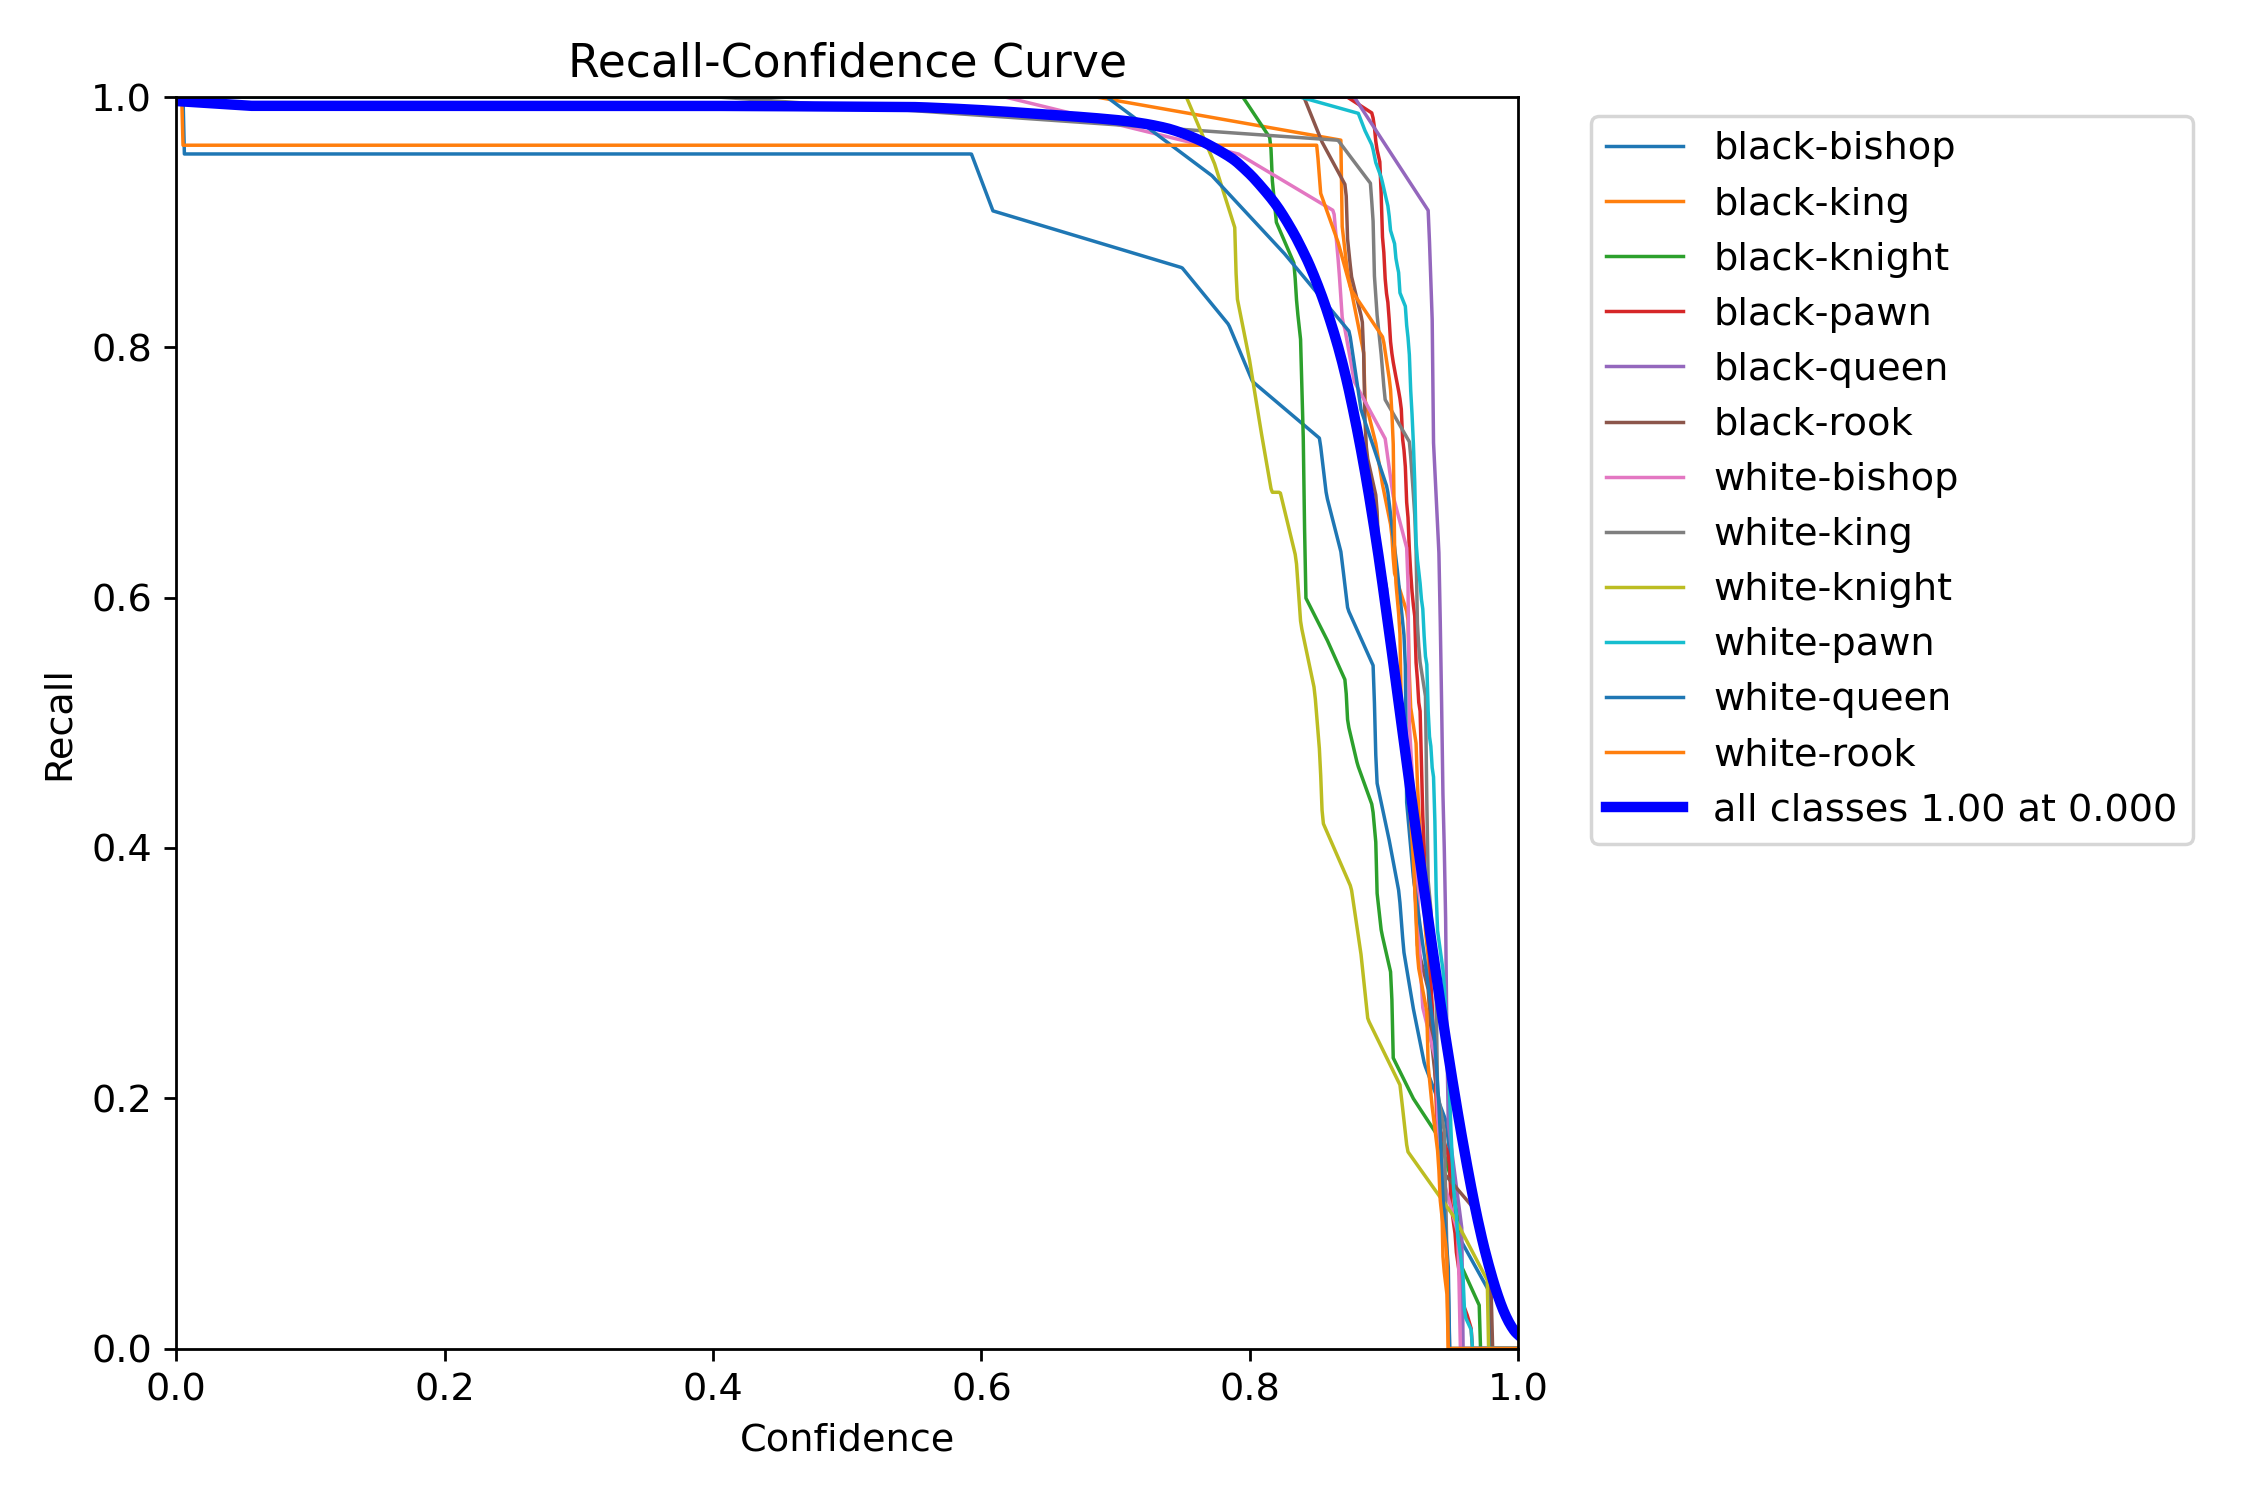 Recall-Confidence Curve
1.0
0.8
0.6
0.4
0.2
0.0
Recall
0.0 0.2 0.4 0.6 0.8 1.0
Confidence
black-bishop
black-king
black-knight
black-pawn
black-queen
black-rook
white-bishop
white-king
white-knight
white-pawn
white-queen
white-rook
all classes 1.00 at 0.000